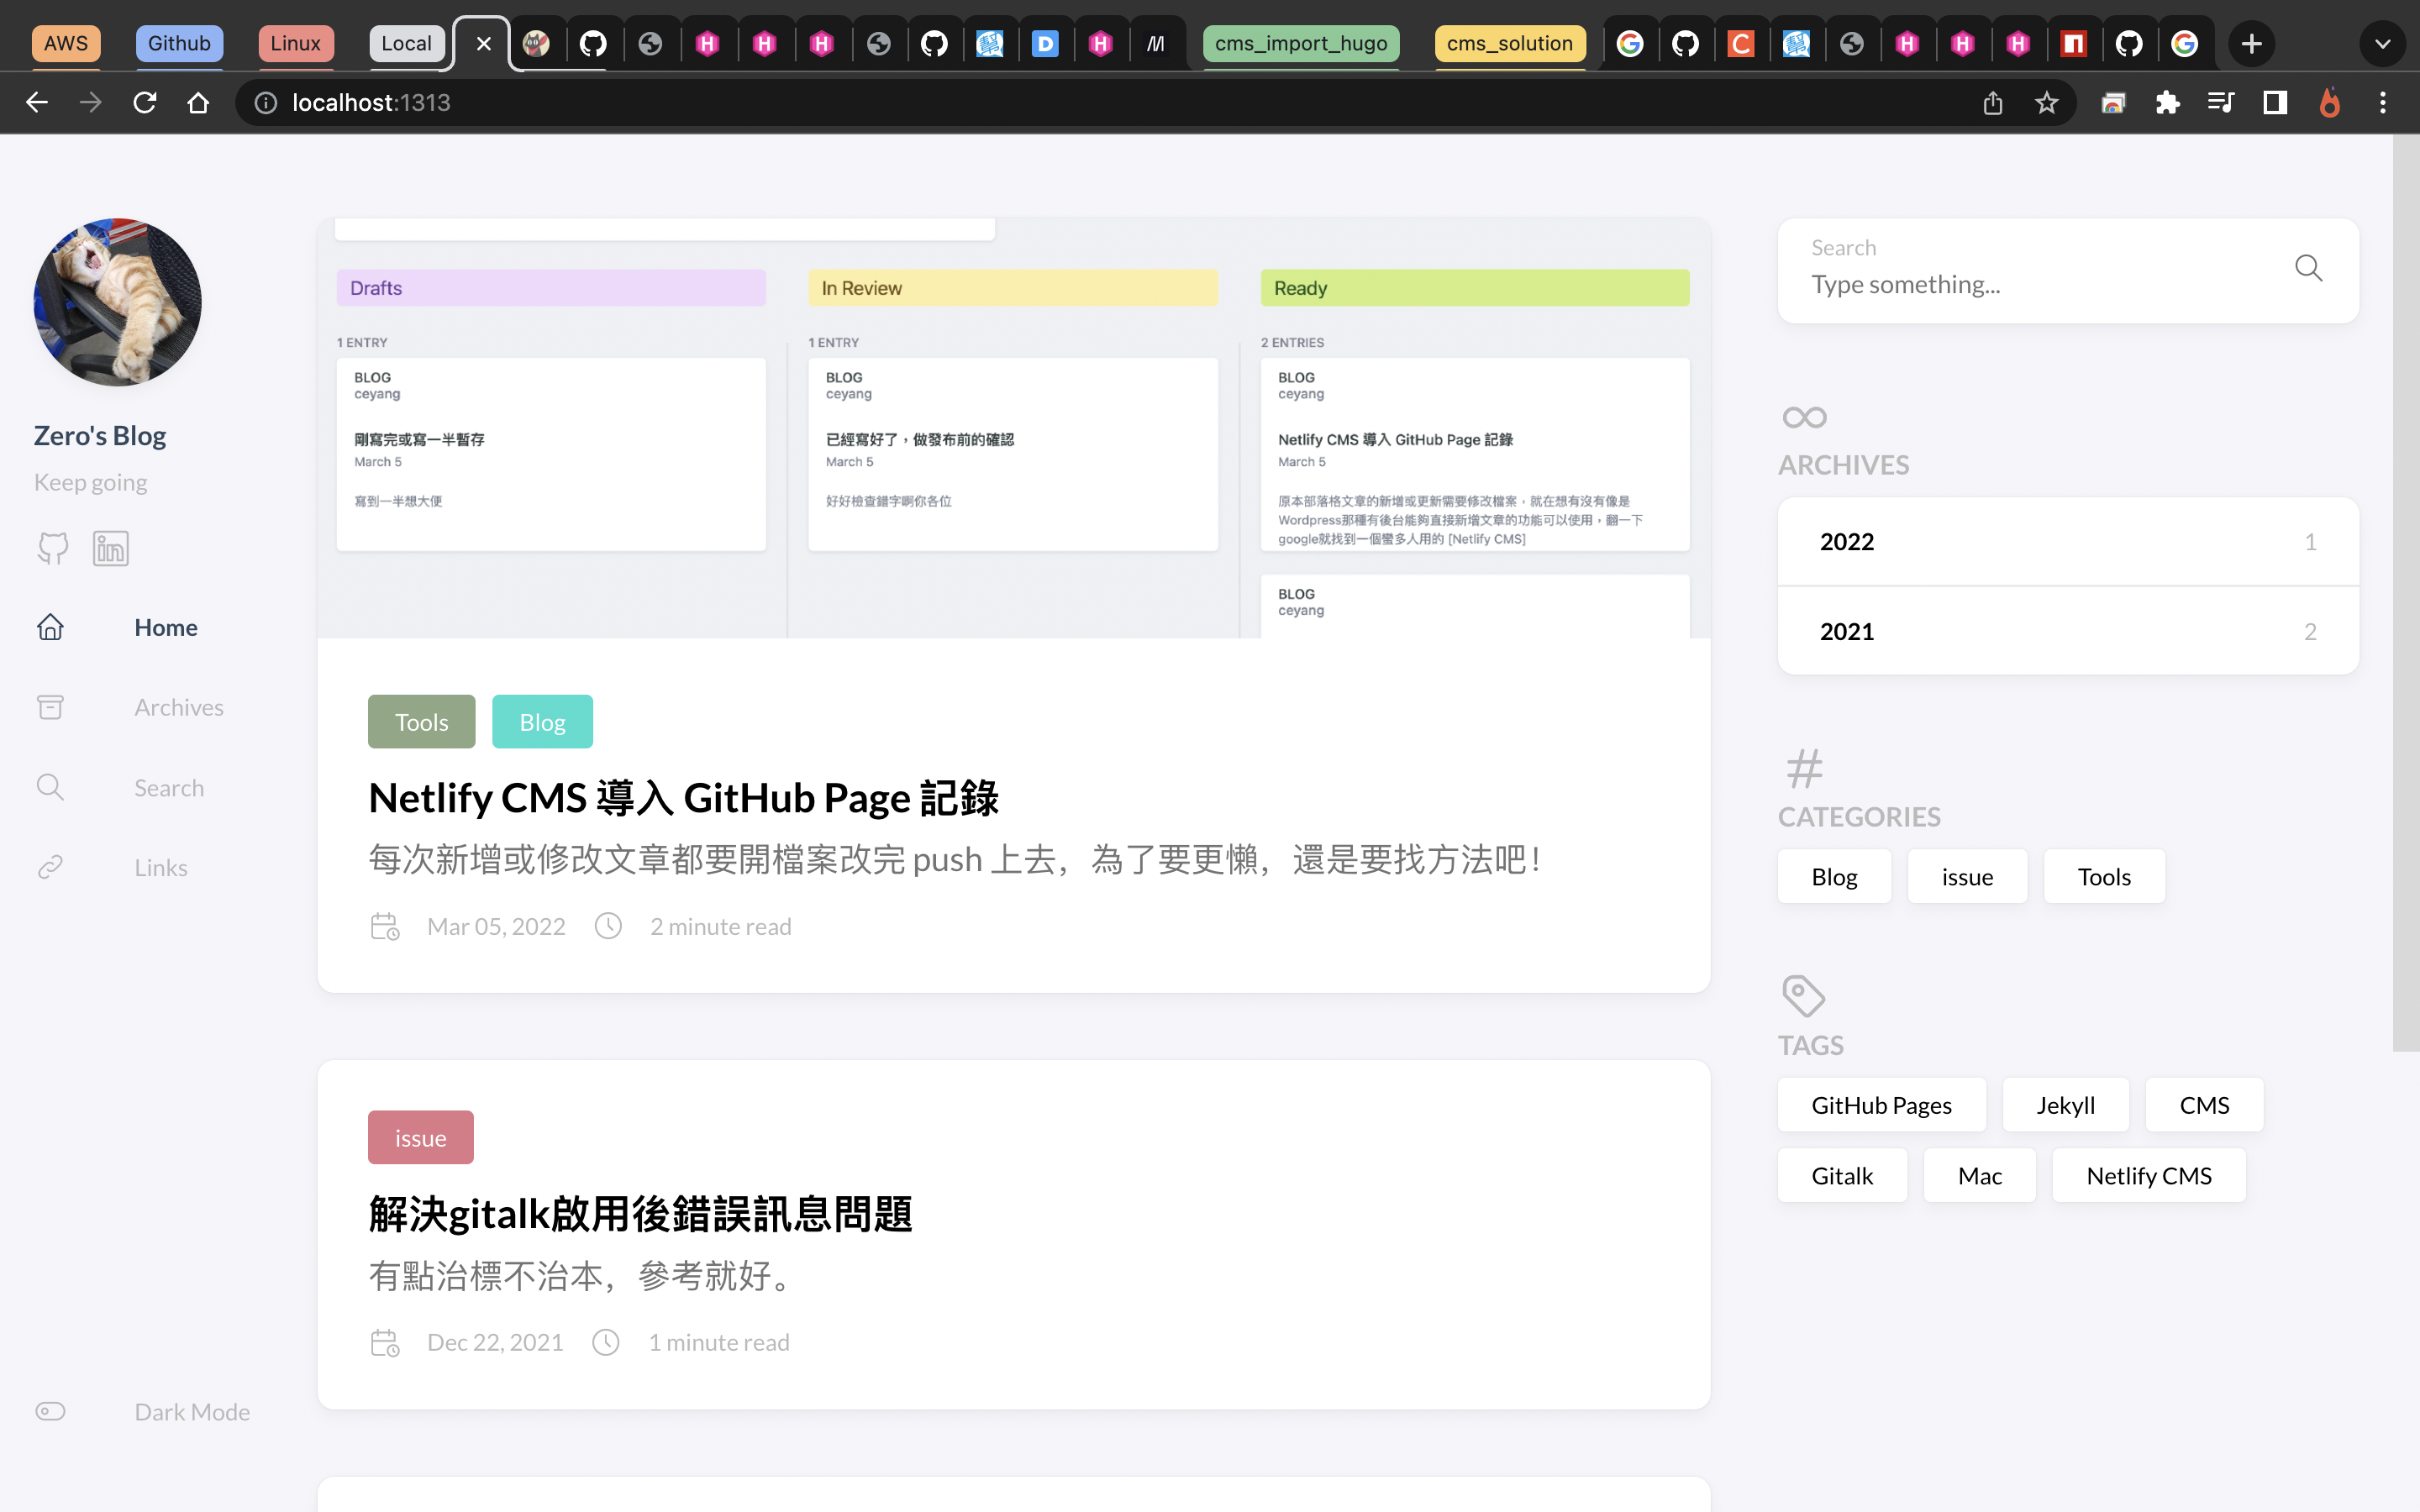 AWS
Github
Linux
Local
cms_import_hugo
cms_solution
localhost:1313
Zero's Blog
Keep going
Home
Archives
Search
Links
Dark Mode
Drafts
In Review
Ready
1 ENTRY
BLOG
ceyang
剛寫完或寫一半暫存
March 5
寫到一半想大便
1 ENTRY
BLOG
ceyang
已經寫好了，做發布前的確認
March 5
好好檢查錯字啊你各位
2 ENTRIES
BLOG
ceyang
Netlify CMS 導入 GitHub Page 記錄
March 5
原本部落格文章的新增或更新需要修改檔案，就在想有沒有像是
Wordpress那種有後台能夠直接新增文章的功能可以使用，翻一下
google就找到一個蠻多人用的 [Netlify CMS]
BLOG
ceyang
Tools
Blog
Netlify CMS 導入 GitHub Page 記錄
每次新增或修改文章都要開檔案改完 push 上去，為了要更懶，還是要找方法吧！
Mar 05, 2022
2 minute read
issue
解決gitalk啟用後錯誤訊息問題
有點治標不治本，參考就好。
Dec 22, 2021
1 minute read
Search
Type something...
ARCHIVES
2022 1
2021 2
CATEGORIES
Blog
issue
Tools
TAGS
GitHub Pages
Jekyll
CMS
Gitalk
Mac
Netlify CMS